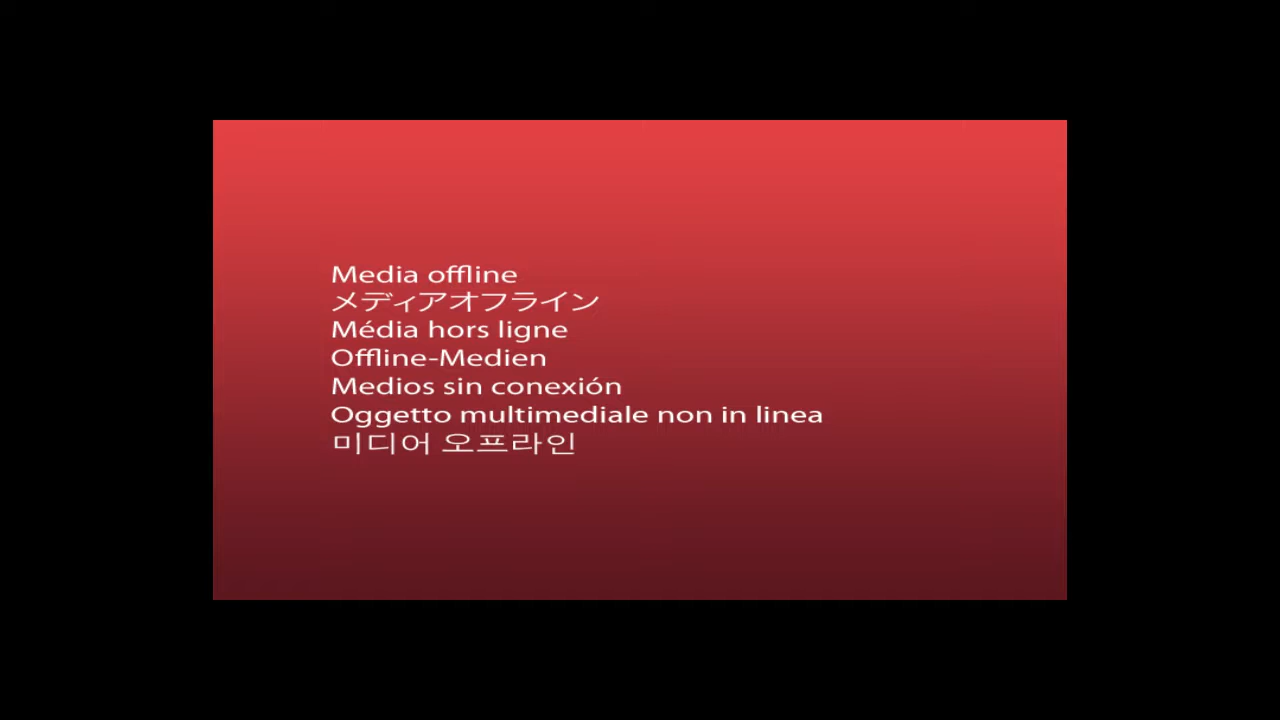 Media offline
メディアオフライン
Média hors ligne
Offline-Medien
Medios sin conexión
Oggetto multimediale non in linea
미디어 오프라인